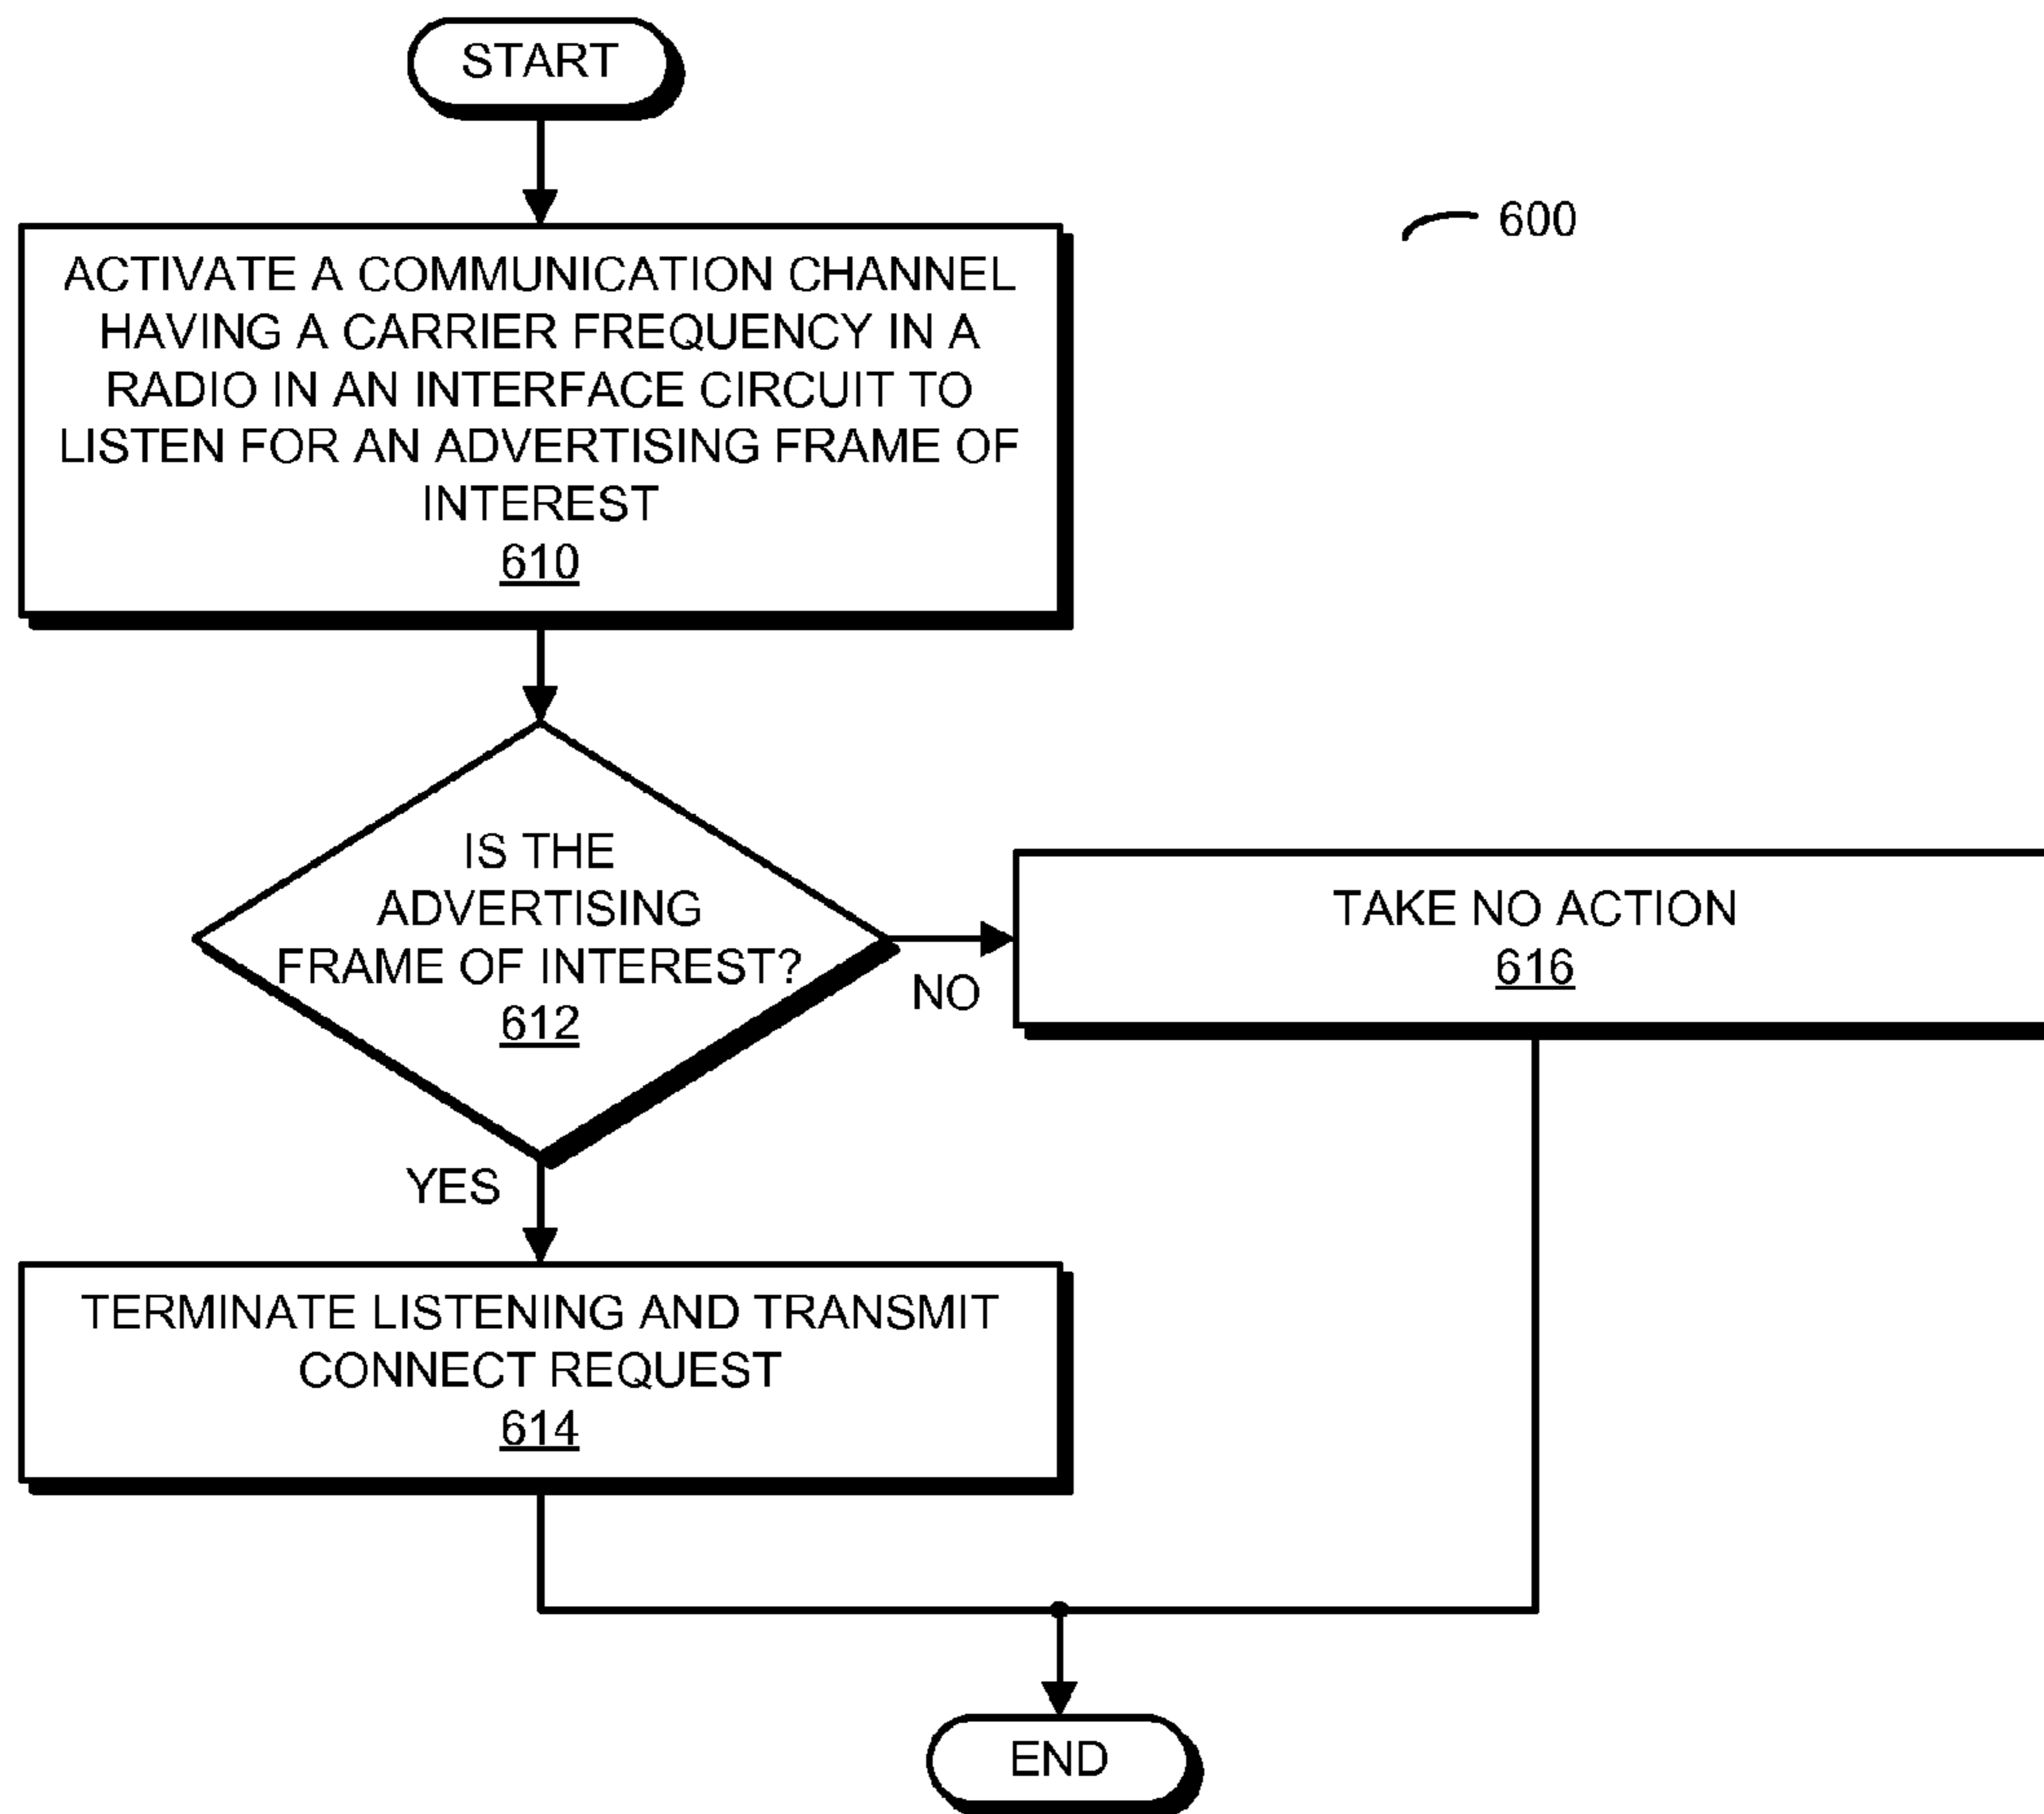 START
600
ACTIVATE A COMMUNICATION CHANNEL
HAVING A CARRIER FREQUENCY IN A
RADIO IN AN INTERFACE CIRCUIT TO
LISTEN FOR AN ADVERTISING FRAME OF
INTEREST
610
IS THE
ADVERTISING
FRAME OF INTEREST?
612
NO
TAKE NO ACTION
616
YES
TERMINATE LISTENING AND TRANSMIT
CONNECT REQUEST
614
END